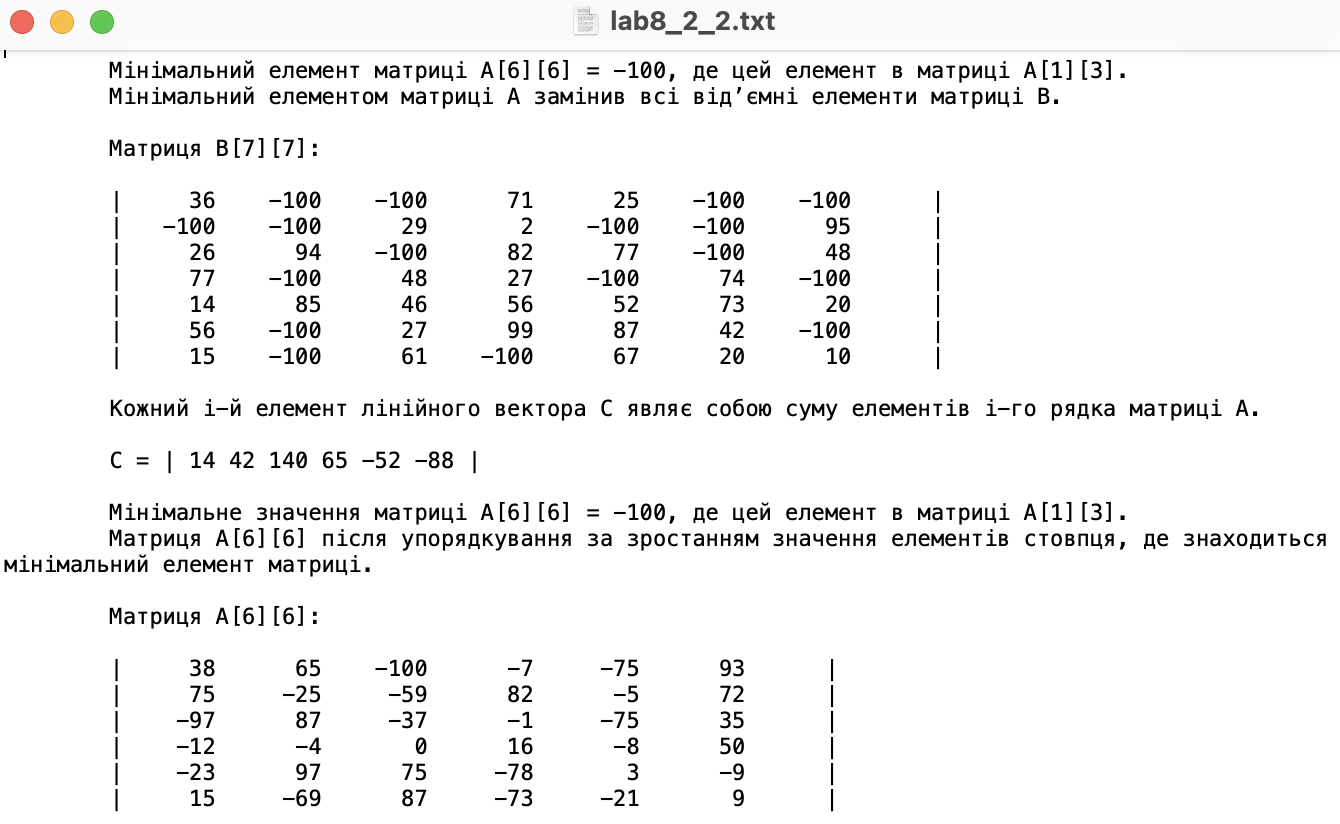 lab8_2_2.txt
Мінімальний елемент матриці A[6][6] = -100, де цей елемент в матриці A[1][3].
Мінімальний елементом матриці A замінив всі від’ємні елементи матриці B.
Матриця B[7][7]:
| 36 -100 -100 71 25 -100 -100 |
| -100 -100 29 2 -100 -100 95 |
| 26 94 -100 82 77 -100 48 |
| 77 -100 48 27 -100 74 -100 |
| 14 85 46 56 52 73 20 |
| 56 -100 27 99 87 42 -100 |
| 15 -100 61 -100 67 20 10 |
Кожний і-й елемент лінійного вектора C являє собою суму елементів і-го рядка матриці A.
C = | 14 42 140 65 -52 -88 |
Мінімальне значення матриці A[6][6] = -100, де цей елемент в матриці A[1][3].
Матриця A[6][6] після упорядкування за зростанням значення елементів стовпця, де знаходиться
мінімальний елемент матриці.
Матриця A[6][6]:
| 38 65 -100 -7 -75 93 |
| 75 -25 -59 82 -5 72 |
| -97 87 -37 -1 -75 35 |
| -12 -4 0 16 -8 50 |
| -23 97 75 -78 3 -9 |
| 15 -69 87 -73 -21 9 |